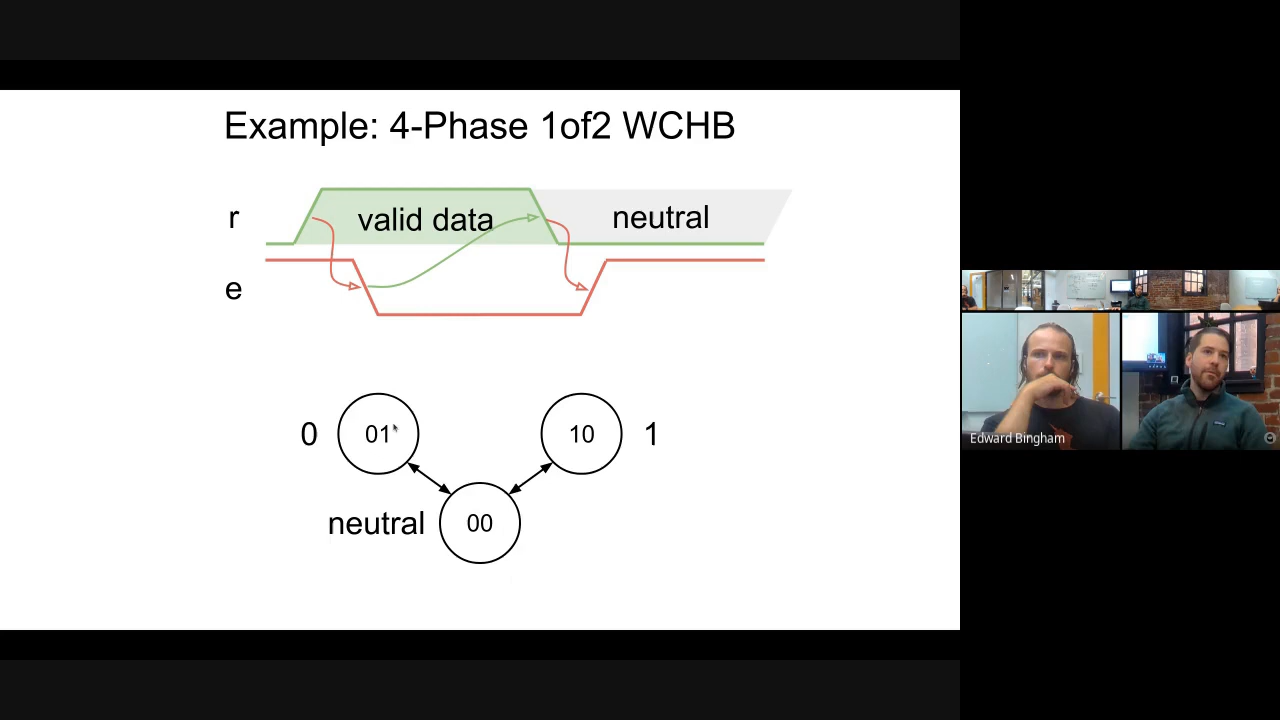 Example: 4-Phase 1of2 WCHB
r
valid data
neutral
e
0
01
10
1
neutral
00
Edward Bingham